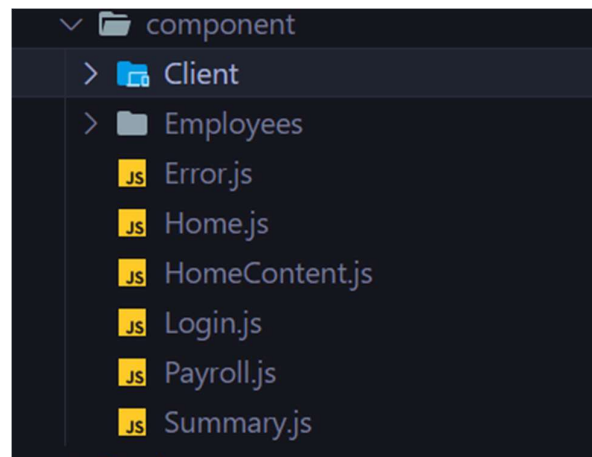 component
Client
Employees
JS Error.js
JS Home.js
JS HomeContent.js
JS Login.js
JS Payroll.js
JS Summary.js